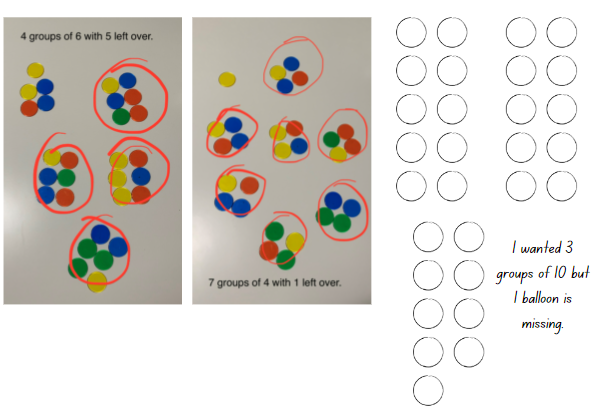 4 groups of 6 with 5 left over.
7 groups of 4 with 1 left over.
I wanted 3
groups of 10 but
1 balloon is
missing.